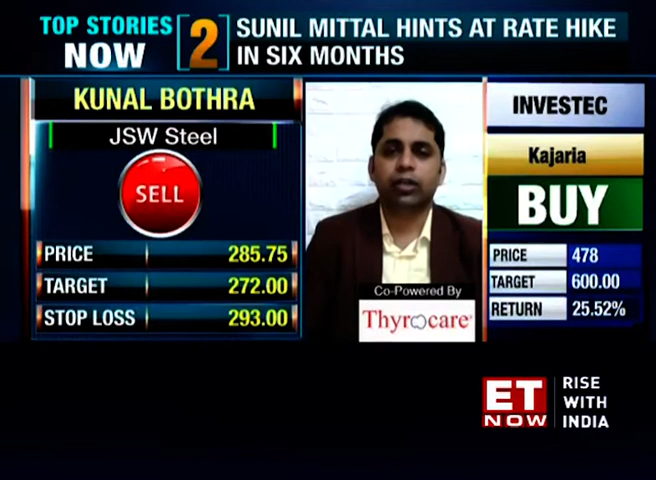 TOP STORIES
NOW
2
SUNIL MITTAL HINTS AT RATE HIKE
IN SIX MONTHS
KUNAL BOTHRA
JSW Steel
SELL
PRICE 285.75
TARGET 272.00
STOP LOSS 293.00
Co-Powered By
Thyrocare
INVESTEC
Kajaria
BUY
PRICE 478
TARGET 600.00
RETURN 25.52%
ET
NOW
RISE
WITH
INDIA